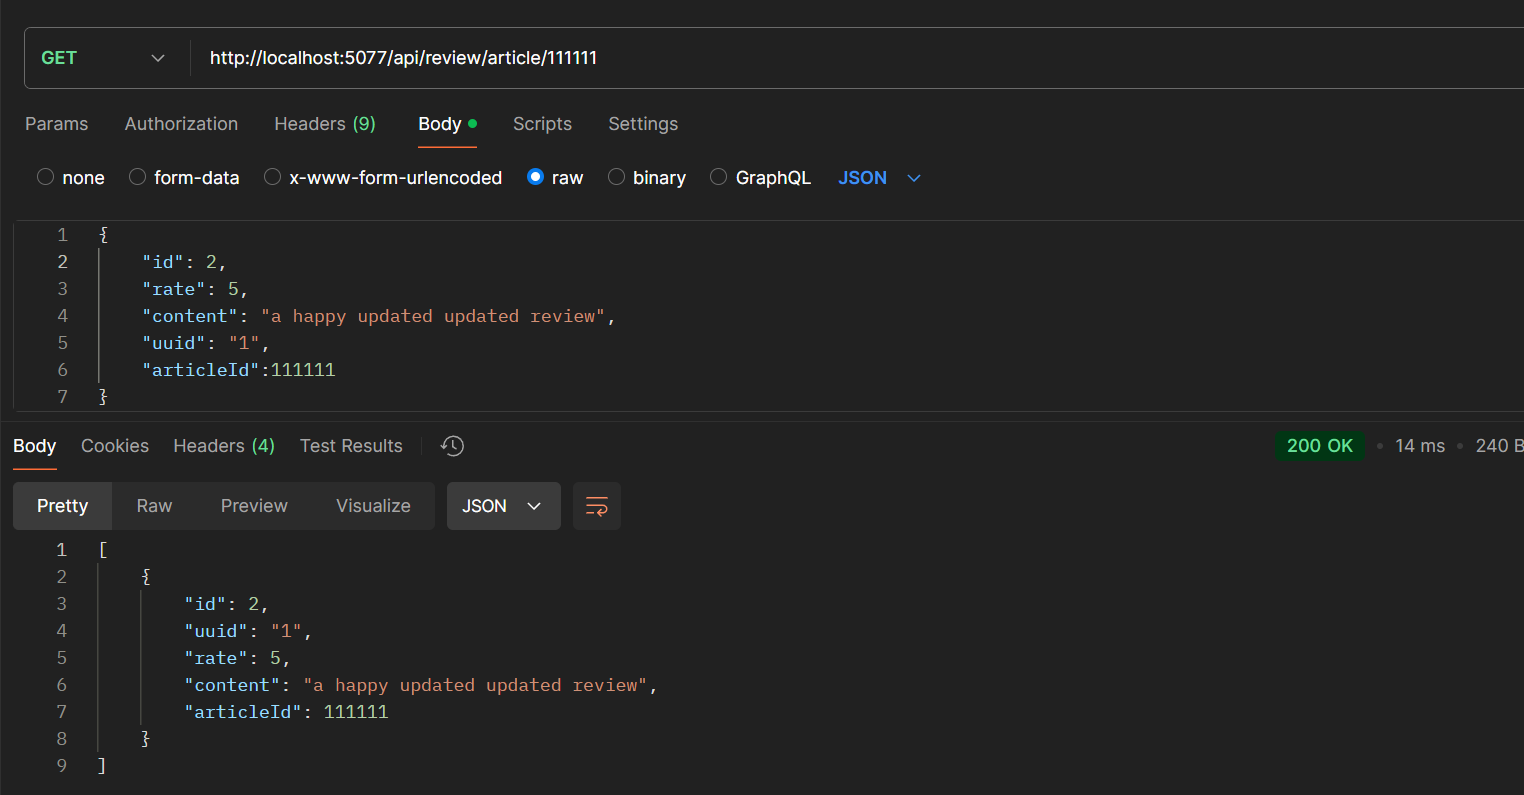 GET http://localhost:5077/api/review/article/111111
Params Authorization Headers (9) Body Scripts Settings
none form-data x-www-form-urlencoded raw binary GraphQL JSON
1 {
2 "id": 2,
3 "rate": 5,
4 "content": "a happy updated updated review",
5 "uuid": "1",
6 "articleId":111111
7 }
Body Cookies Headers (4) Test Results 200 OK • 14 ms • 240 B
Pretty Raw Preview Visualize JSON
1 [
2 {
3 "id": 2,
4 "uuid": "1",
5 "rate": 5,
6 "content": "a happy updated updated review",
7 "articleId": 111111
8 }
9 ]